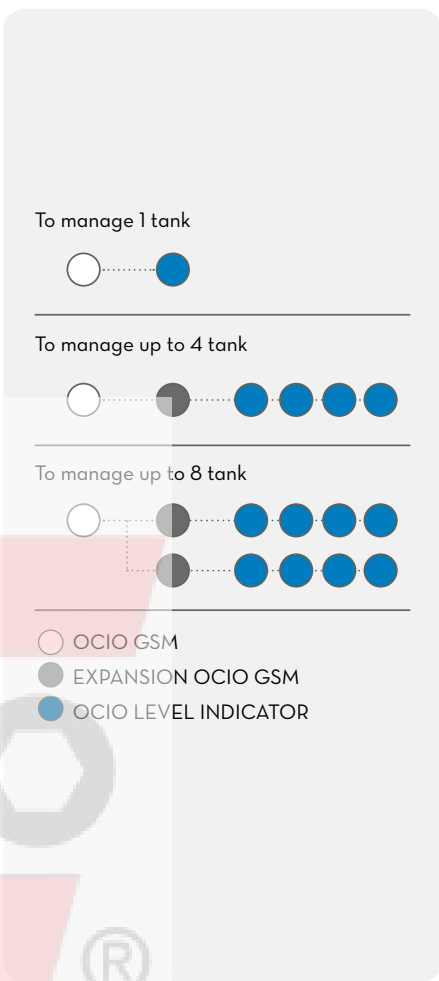 To manage 1 tank
To manage up to 4 tank
To manage up to 8 tank
OCIO GSM
EXPANSION OCIO GSM
OCIO LEVEL INDICATOR
®